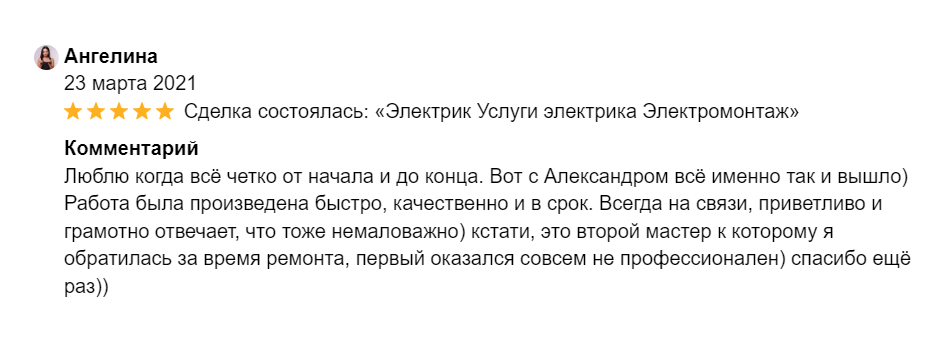 Ангелина
23 марта 2021
Сделка состоялась: «Электрик Услуги электрика Электромонтаж»
Комментарий
Люблю когда всё четко от начала и до конца. Вот с Александром всё именно так и вышло)
Работа была произведена быстро, качественно и в срок. Всегда на связи, приветливо и
грамотно отвечает, что тоже немаловажно) кстати, это второй мастер к которому я
обратилась за время ремонта, первый оказался совсем не профессионален) спасибо ещё
раз))